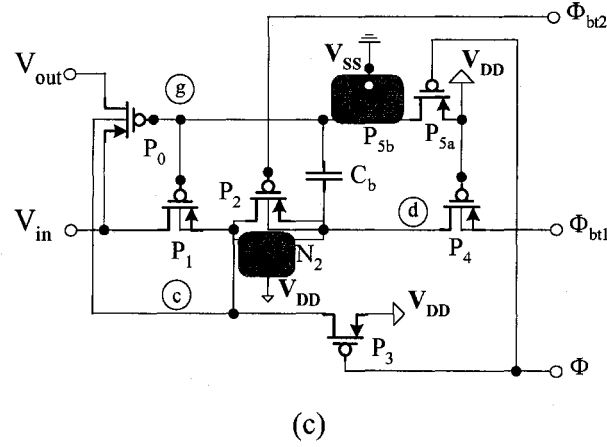 Φbt2
Vout
g
VSS
VDD
P0
P5b
P5a
P2
Cb
d
Vin
P1
N2
P4
Φbt1
c
VDD
VDD
P3
Φ
(c)